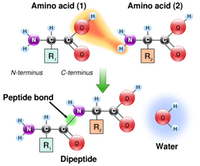 Amino acid (1)
Amino acid (2)
H
H
H
H
H
N
C
C
O
N
C
C
O
H
O
H
O
R1
R2
N-terminus
C-terminus
Peptide bond
H
H
H
O
N
C
C
H
O
H
H
H
N
C
C
R2
H
O
R1
H
O
H
Dipeptide
Water